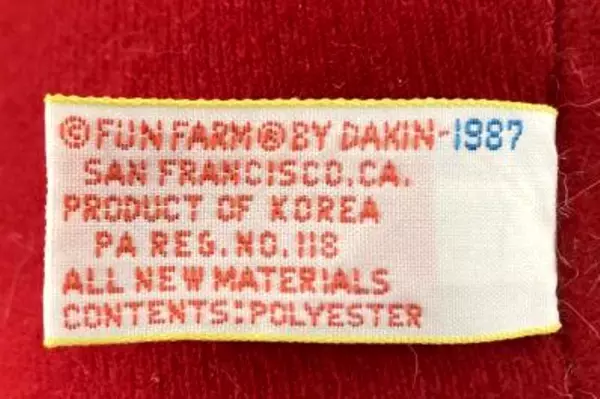 ©FUN FARM® BY DAKIN-1987
SAN FRANCISCO, CA.
PRODUCT OF KOREA
PA REG. NO. 118
ALL NEW MATERIALS
CONTENTS: POLYESTER